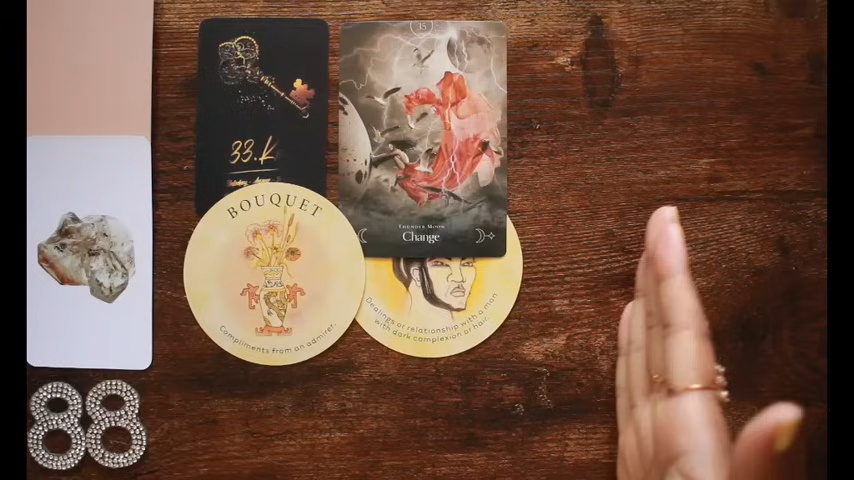 33.K
BOUQUET
Compliments from an admirer.
35
THUNDER MOON
Change
Dealings or relationship with a man
with dark complexion or hair.
88